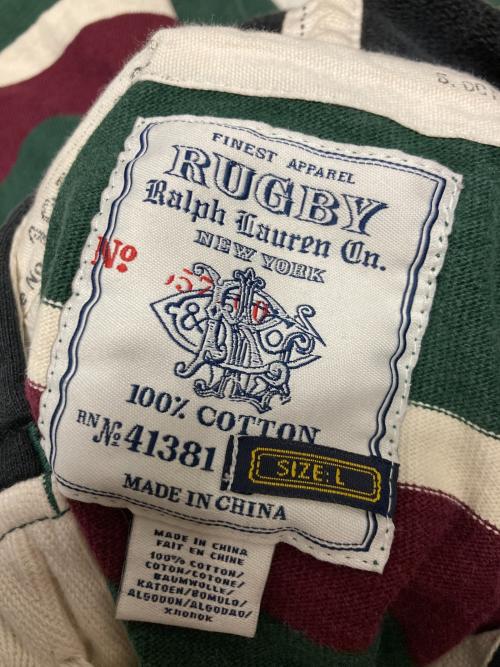 FINEST APPAREL
RUGBY
Ralph Lauren Co.
NEW YORK
No
100% COTTON
RN No 41381
SIZE: L
MADE IN CHINA
MADE IN CHINA
FAIT EN CHINE
100% COTTON/
COTON/COTONE/
BAUMWOLLE/
KATOEN/BOMULD/
ALGODON/ALGODAO/